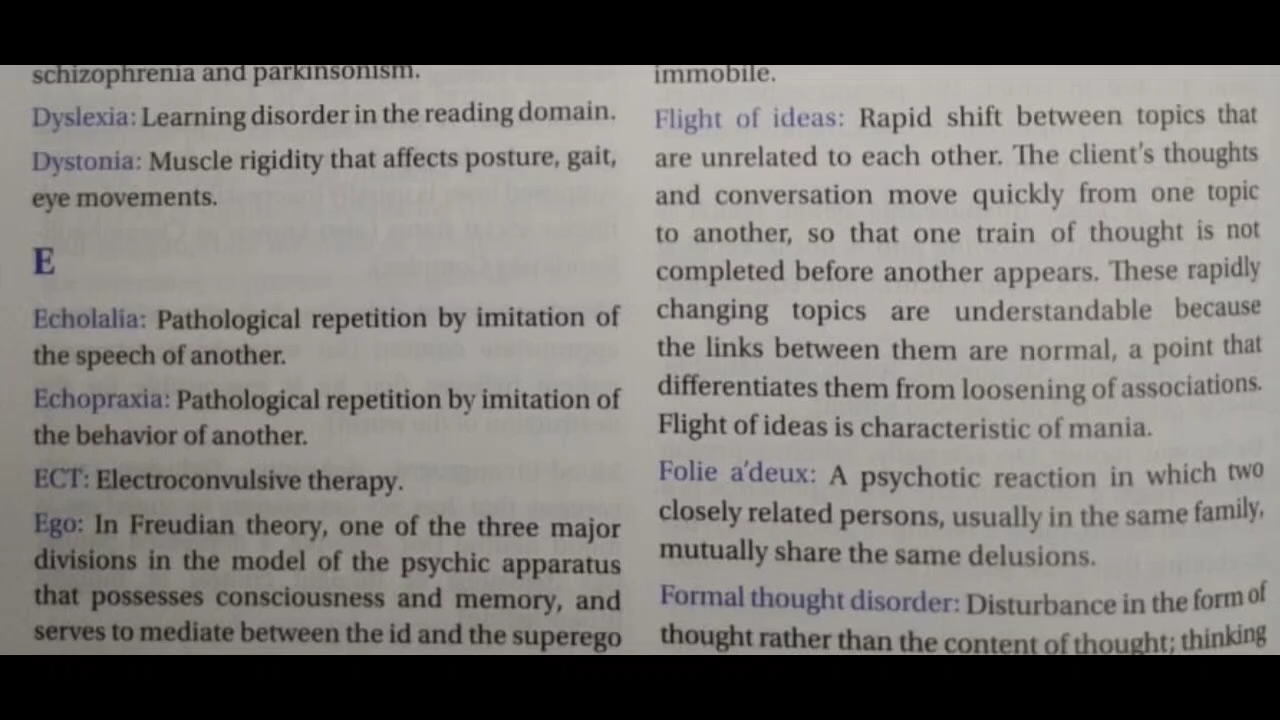 schizophrenia and parkinsonism.
Dyslexia: Learning disorder in the reading domain.
Dystonia: Muscle rigidity that affects posture, gait,
eye movements.
E
Echolalia: Pathological repetition by imitation of
the speech of another.
Echopraxia: Pathological repetition by imitation of
the behavior of another.
ECT: Electroconvulsive therapy.
Ego: In Freudian theory, one of the three major
divisions in the model of the psychic apparatus
that possesses consciousness and memory, and
serves to mediate between the id and the superego
immobile.
Flight of ideas: Rapid shift between topics that
are unrelated to each other. The client's thoughts
and conversation move quickly from one topic
to another, so that one train of thought is not
completed before another appears. These rapidly
changing topics are understandable because
the links between them are normal, a point that
differentiates them from loosening of associations.
Flight of ideas is characteristic of mania.
Folie a'deux: A psychotic reaction in which two
closely related persons, usually in the same family,
mutually share the same delusions.
Formal thought disorder: Disturbance in the form of
thought rather than the content of thought; thinking